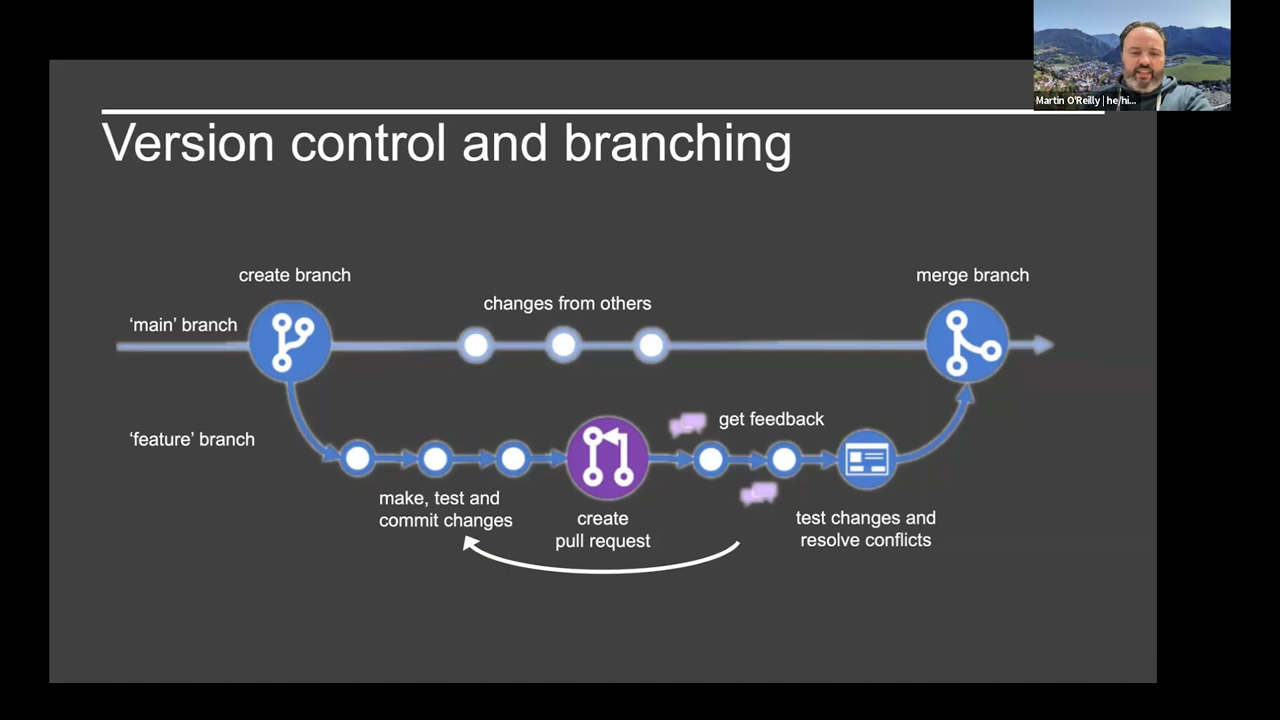 Martin O'Reilly | he/hi...
Version control and branching
create branch
merge branch
changes from others
'main' branch
get feedback
'feature' branch
make, test and
commit changes
create
pull request
test changes and
resolve conflicts